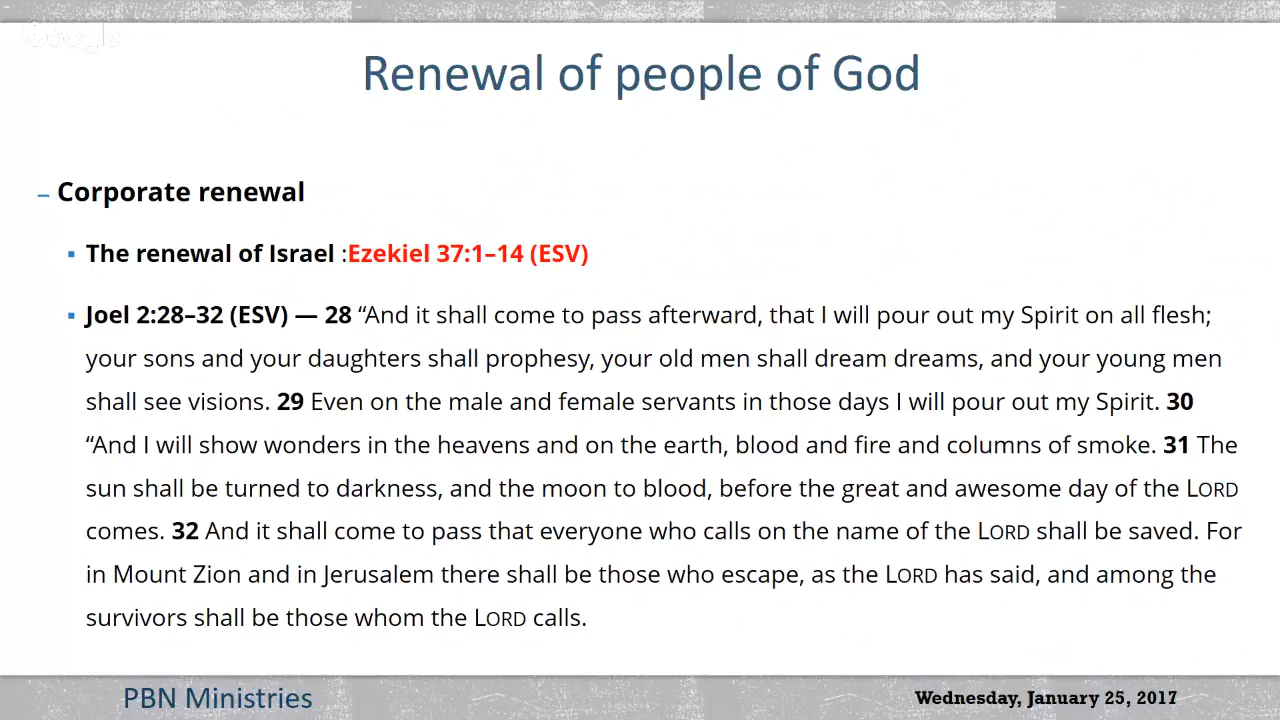 Google
Renewal of people of God
– Corporate renewal
▪ The renewal of Israel :Ezekiel 37:1–14 (ESV)
▪ Joel 2:28–32 (ESV) — 28 “And it shall come to pass afterward, that I will pour out my Spirit on all flesh;
your sons and your daughters shall prophesy, your old men shall dream dreams, and your young men
shall see visions. 29 Even on the male and female servants in those days I will pour out my Spirit. 30
“And I will show wonders in the heavens and on the earth, blood and fire and columns of smoke. 31 The
sun shall be turned to darkness, and the moon to blood, before the great and awesome day of the LORD
comes. 32 And it shall come to pass that everyone who calls on the name of the LORD shall be saved. For
in Mount Zion and in Jerusalem there shall be those who escape, as the LORD has said, and among the
survivors shall be those whom the LORD calls.
PBN Ministries
Wednesday, January 25, 2017